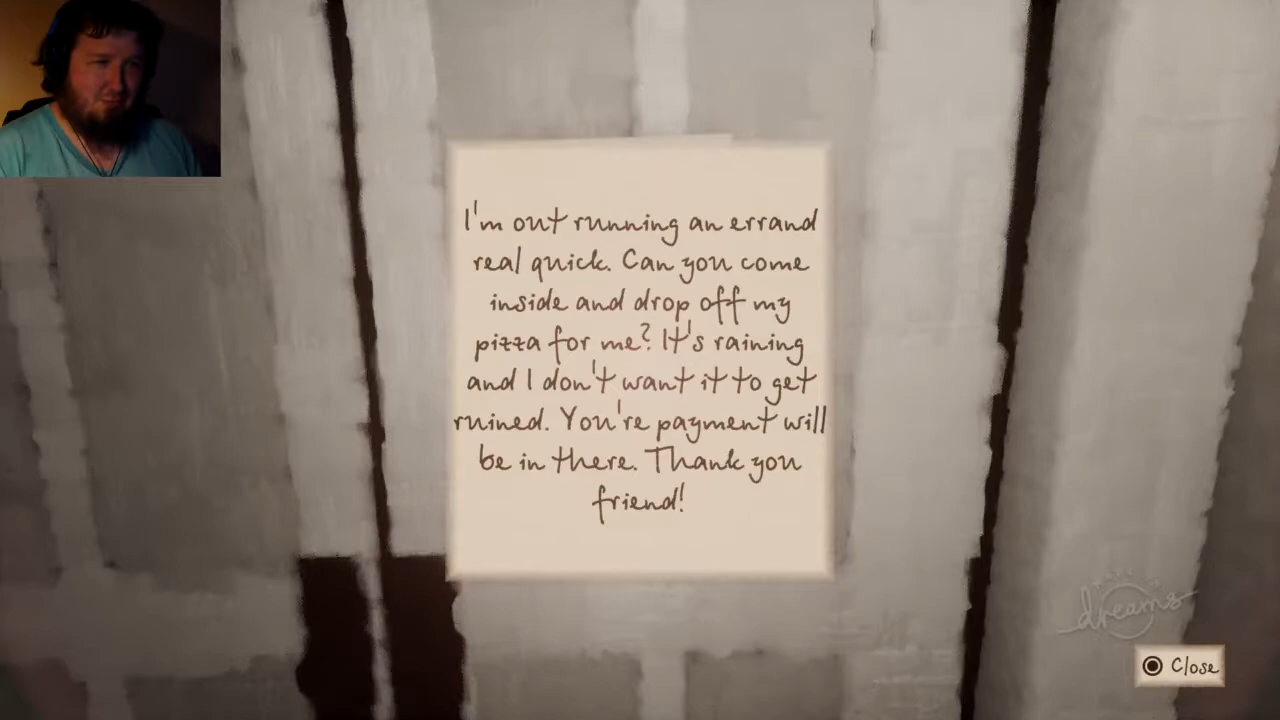 I'm out running an errand
real quick. Can you come
inside and drop off my
pizza for me? It's raining
and I don't want it to get
ruined. You're payment will
be in there. Thank you
friend!
MADE IN
dreams
Close